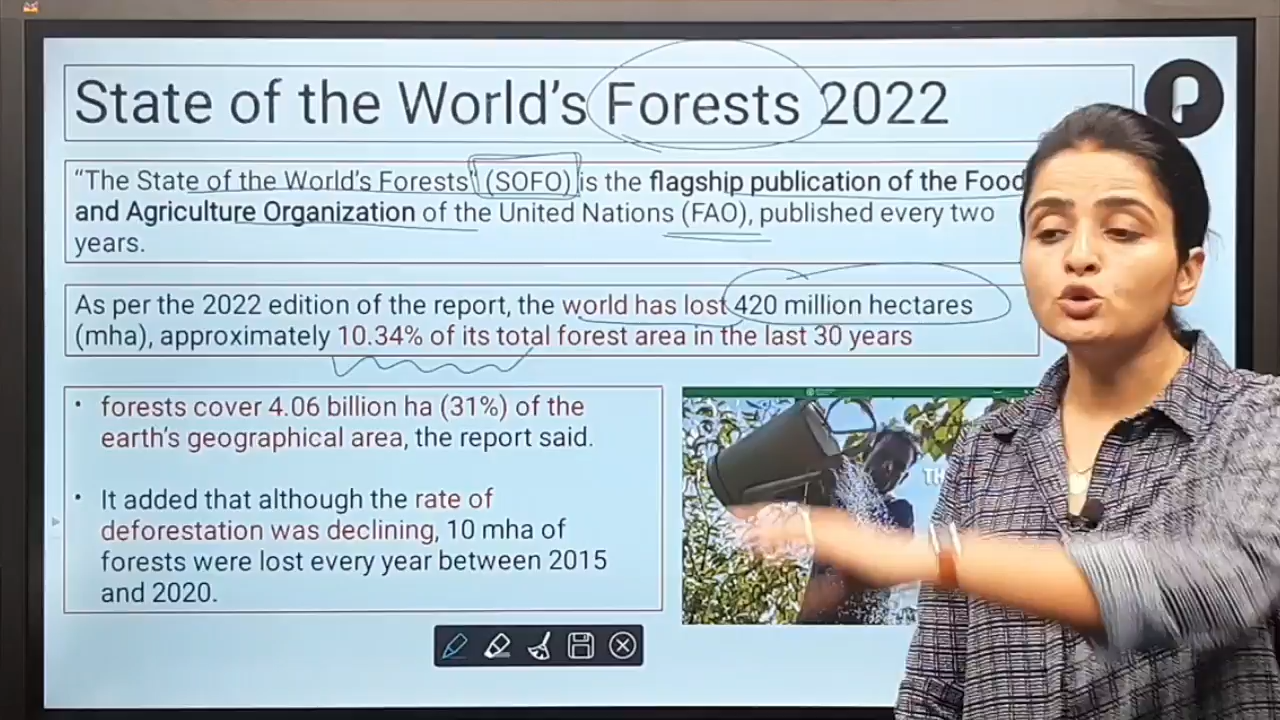 State of the World's Forests 2022
“The State of the World's Forests" (SOFO) is the flagship publication of the Food
and Agriculture Organization of the United Nations (FAO), published every two
years.
As per the 2022 edition of the report, the world has lost 420 million hectares
(mha), approximately 10.34% of its total forest area in the last 30 years
• forests cover 4.06 billion ha (31%) of the
earth's geographical area, the report said.
• It added that although the rate of
deforestation was declining, 10 mha of
forests were lost every year between 2015
and 2020.